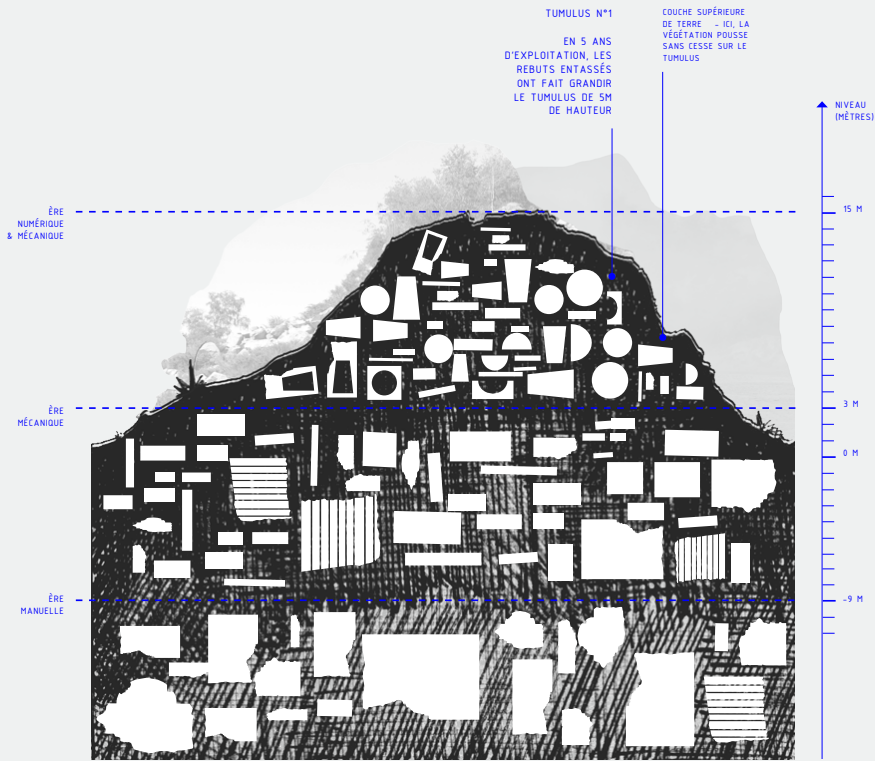 TUMULUS N°1
EN 5 ANS
D'EXPLOITATION, LES
REBUTS ENTASSÉS
ONT FAIT GRANDIR
LE TUMULUS DE 5M
DE HAUTEUR
COUCHE SUPÉRIEURE
DE TERRE - ICI, LA
VÉGÉTATION POUSSE
SANS CESSE SUR LE
TUMULUS
NIVEAU
(MÈTRES)
ÈRE
NUMÉRIQUE
& MÉCANIQUE
15 M
ÈRE
MÉCANIQUE
3 M
0 M
ÈRE
MANUELLE
-9 M